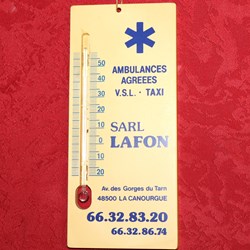 AMBULANCES
AGREEES
V.S.L. · TAXI
SARL
LAFON
50
40
30
20
10
0
10
20
Av. des Gorges du Tarn
48500 LA CANOURGUE
66.32.83.20
66.32.86.74